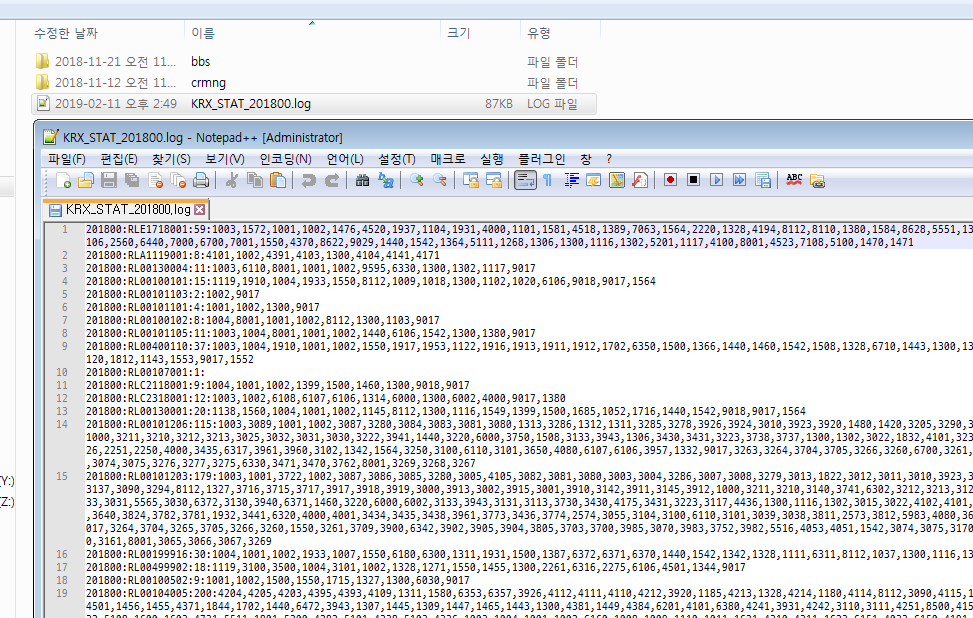 수정한 날짜 이름 크기 유형
2018-11-21 오전 11... bbs 파일 폴더
2018-11-12 오전 11... crmng 파일 폴더
2019-02-11 오후 2:49 KRX_STAT_201800.log 87KB LOG 파일
KRX_STAT_201800.log - Notepad++ [Administrator]
파일(F) 편집(E) 찾기(S) 보기(V) 인코딩(N) 언어(L) 설정(T) 매크로 실행 플러그인 창 ?
KRX_STAT_201800.log
1 201800:RLE1718001:59:1003,1572,1001,1002,1476,4520,1937,1104,1931,4000,1101,1581,4518,1389,7063,1564,2220,1328,4194,8112,8110,1380,1584,8628,5551,13
106,2560,6440,7000,6700,7001,1550,4370,8622,9029,1440,1542,1364,5111,1268,1306,1300,1116,1302,5201,1117,4100,8001,4523,7108,5100,1470,1471
2 201800:RLA1119001:8:4101,1002,4391,4103,1300,4104,4141,4171
3 201800:RL00130004:11:1003,6110,8001,1001,1002,9595,6330,1300,1302,1117,9017
4 201800:RL00100101:15:1119,1910,1004,1933,1550,8112,1009,1018,1300,1102,1020,6106,9018,9017,1564
5 201800:RL00101103:2:1002,9017
6 201800:RL00101101:4:1001,1002,1300,9017
7 201800:RL00100102:8:1004,8001,1001,1002,8112,1300,1103,9017
8 201800:RL00101105:11:1003,1004,8001,1001,1002,1440,6106,1542,1300,1380,9017
9 201800:RL00400110:37:1003,1004,1910,1001,1002,1550,1917,1953,1122,1916,1913,1911,1912,1702,6350,1500,1366,1440,1460,1542,1508,1328,6710,1443,1300,13
120,1812,1143,1553,9017,1552
10 201800:RL00107001:1:
11 201800:RLC2118001:9:1004,1001,1002,1399,1500,1460,1300,9018,9017
12 201800:RLC2318001:12:1003,1002,6108,6107,6106,1314,6000,1300,6002,4000,9017,1380
13 201800:RL00130001:20:1138,1560,1004,1001,1002,1145,8112,1300,1116,1549,1399,1500,1685,1052,1716,1440,1542,9018,9017,1564
14 201800:RL00101206:115:1003,3089,1001,1002,3087,3280,3084,3083,3081,3080,1313,3286,1312,1311,3285,3278,3926,3924,3010,3923,3920,1480,1420,3205,3290,3
1000,3211,3210,3212,3213,3025,3032,3031,3030,3222,3941,1440,3220,6000,3750,1508,3133,3943,1306,3430,3431,3223,3738,3737,1300,1302,3022,1832,4101,323
26,2251,2250,4000,3435,6317,3961,3960,3102,1342,1564,3250,3100,6110,3101,3650,4080,6107,6106,3957,1332,9017,3263,3264,3704,3265,3266,3260,6700,3261,
,3074,3075,3276,3277,3275,6330,3471,3470,3762,8001,3269,3268,3267
15 201800:RL00101203:179:1003,1001,3722,1002,3087,3086,3085,3280,3005,4105,3082,3081,3080,3003,3004,3286,3007,3008,3279,3013,1822,3012,3011,3010,3923,3
3137,3090,3294,8112,1327,3716,3715,3717,3917,3918,3919,3000,3913,3002,3915,3001,3910,3142,3911,3145,3912,1000,3211,3210,3140,3741,6302,3212,3213,312
33,3031,5565,3030,6372,3130,3940,6371,1460,3220,6000,6002,3133,3943,3131,3113,3730,3430,4175,3431,3223,3117,4436,1300,1116,1302,3015,3022,4102,4101,
,3640,3824,3782,3781,1932,3441,6320,4000,4001,3434,3435,3438,3961,3773,3436,3774,2574,3055,3104,3100,6110,3101,3039,3038,3811,2573,3812,5983,4080,36
017,3264,3704,3265,3705,3266,3260,1550,3261,3709,3900,6342,3902,3905,3904,3805,3703,3700,3985,3070,3983,3752,3982,5516,4053,4051,1542,3074,3075,3170
0,3161,8001,3065,3066,3067,3269
16 201800:RL00199916:30:1004,1001,1002,1933,1007,1550,6180,6300,1311,1931,1500,1387,6372,6371,6370,1440,1542,1342,1328,1111,6311,8112,1037,1300,1116,13
17 201800:RL00499902:18:1119,3100,3500,1004,3101,1002,1328,1271,1550,1455,1300,2261,6316,2275,6106,4501,1344,9017
18 201800:RL00100502:9:1001,1002,1500,1550,1715,1327,1300,6030,9017
19 201800:RL00104005:200:4204,4205,4203,4395,4393,4109,1311,1580,6353,6357,3926,4112,4111,4110,4212,3920,1185,4213,1328,4214,1180,4114,8112,3090,4115,1
4501,1456,1455,4371,1844,1702,1440,6472,3943,1307,1445,1309,1447,1465,1443,1300,4381,1449,4384,6201,4101,6380,4241,3931,4242,3110,3111,4251,8500,415
(Y:)
(Z:)